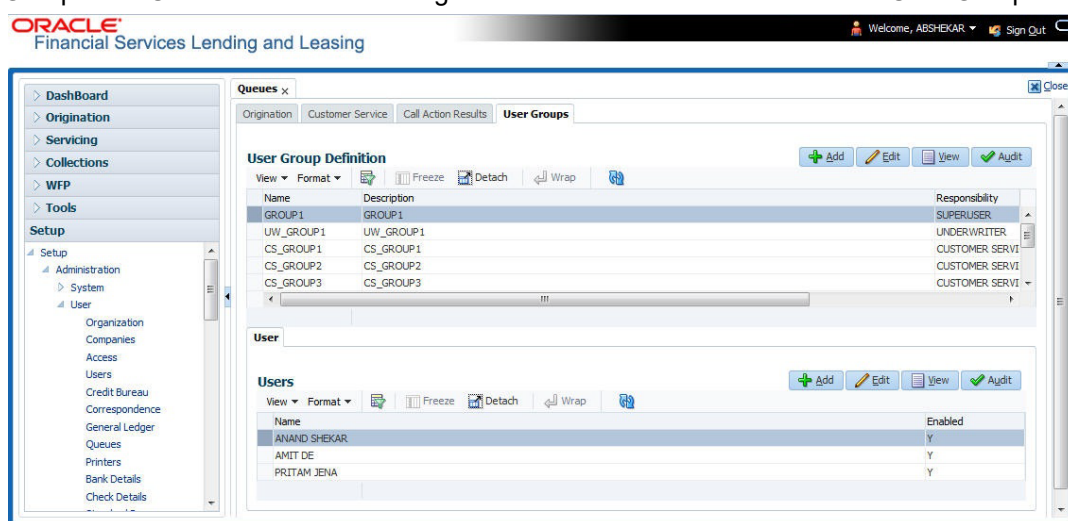 ORACLE
Financial Services Lending and Leasing
Welcome, ABSHEKAR
Sign Out
Close
DashBoard
Origination
Servicing
Collections
WFP
Tools
Setup
Setup
Administration
System
User
Organization
Companies
Access
Users
Credit Bureau
Correspondence
General Ledger
Queues
Printers
Bank Details
Check Details
Queues x
Origination Customer Service Call Action Results User Groups
User Group Definition
Add Edit View Audit
View Format Freeze Detach Wrap
Name Description Responsibility
GROUP1 GROUP1 SUPERUSER
UW_GROUP1 UW_GROUP1 UNDERWRITER
CS_GROUP1 CS_GROUP1 CUSTOMER SERVI
CS_GROUP2 CS_GROUP2 CUSTOMER SERVI
CS_GROUP3 CS_GROUP3 CUSTOMER SERVI
User
Users
Add Edit View Audit
View Format Freeze Detach Wrap
Name Enabled
ANAND SHEKAR Y
AMIT DE Y
PRITAM JENA Y